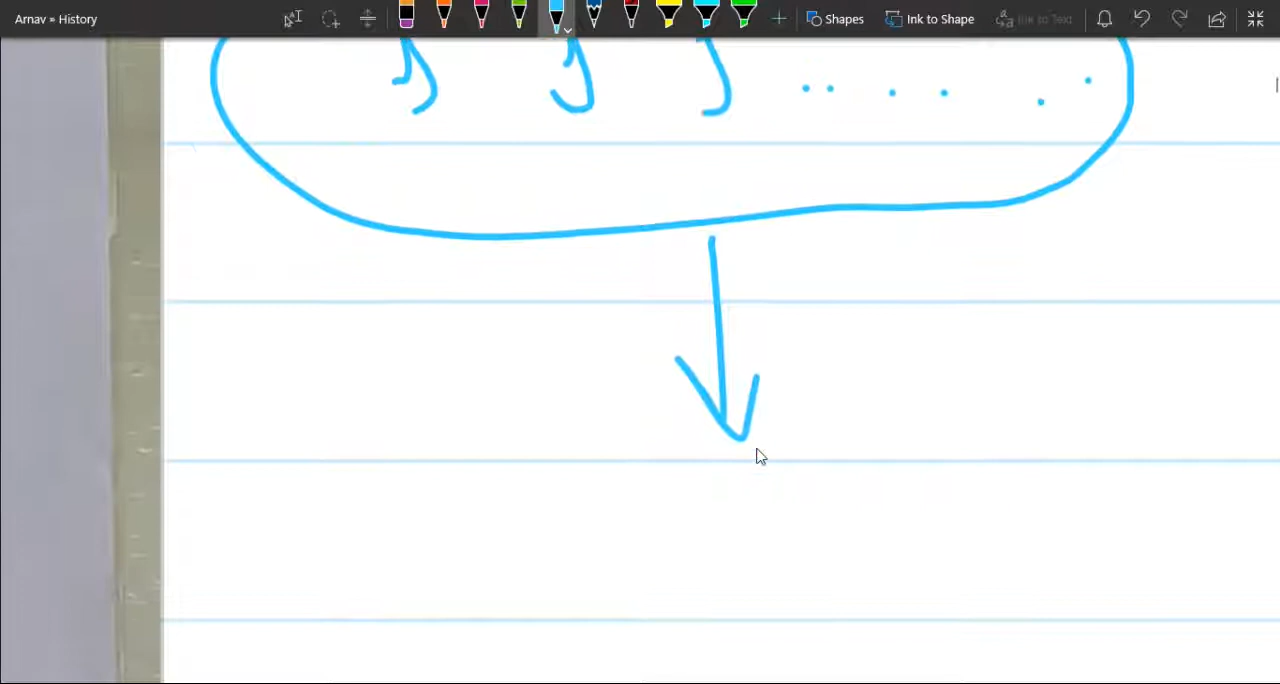 Arnav » History
Shapes
Ink to Shape
Ink to Text